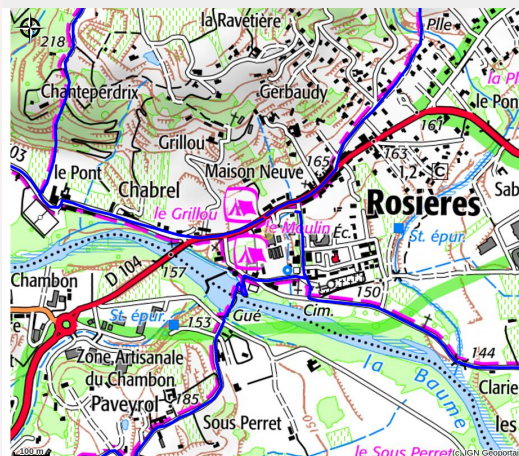 la Ravetière
Plle
218
Chantepérdrix
Gerbaudy
la Pl
le Pon
161
Grillou
03
le Pont
Maison Neuve
165
163
1,2
C
Chabrel
Rosières
Sab
le Grillou
le Moulin
Éc.
St. épur.
D 104
157
Chambon
150
St. épur.
153
Gué
Cim.
144
Zone Artisanale
du Chambon
la Baume
Clarie
Paveyrol
185
Sous Perret
150
les
le Sous Perret
100 m
(c) IGN Geoportail